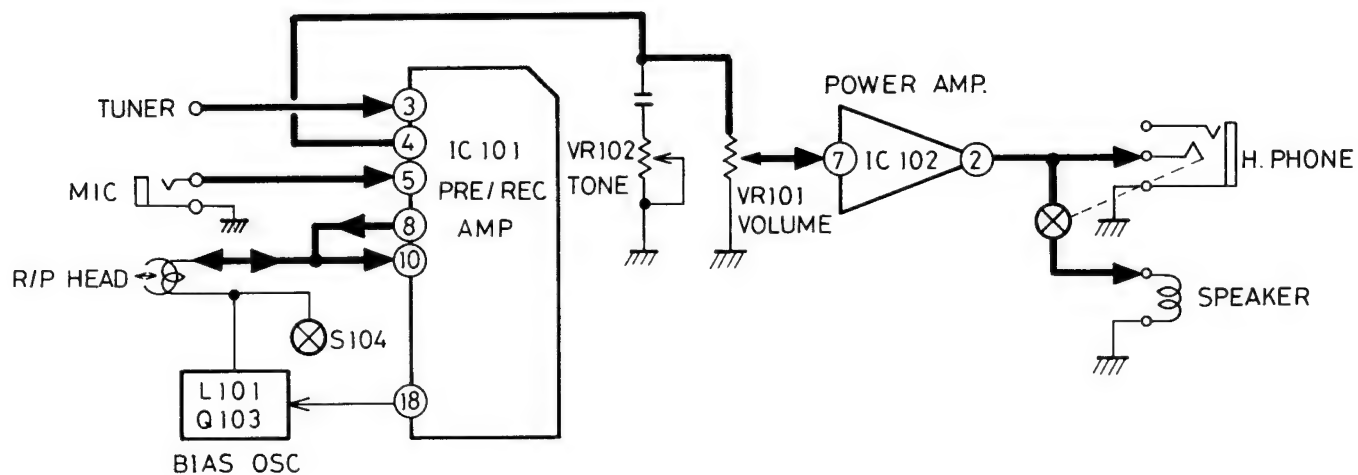 TUNER
MIC
R/P HEAD
3
4
5
8
10
18
IC 101
PRE/REC
AMP
S104
L101
Q103
BIAS OSC
VR102
TONE
VR101
VOLUME
POWER AMP.
7
IC 102
2
H. PHONE
SPEAKER